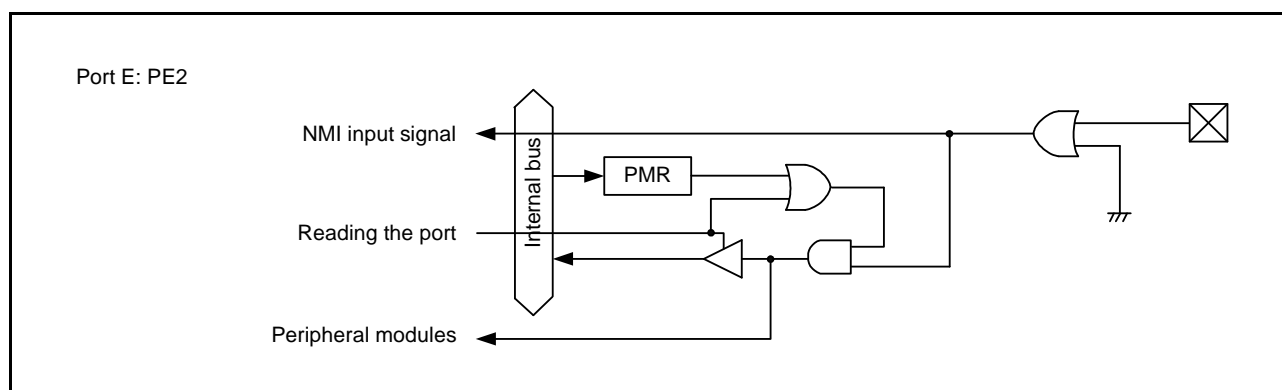 Port E: PE2
NMI input signal
Internal bus
PMR
Reading the port
Peripheral modules